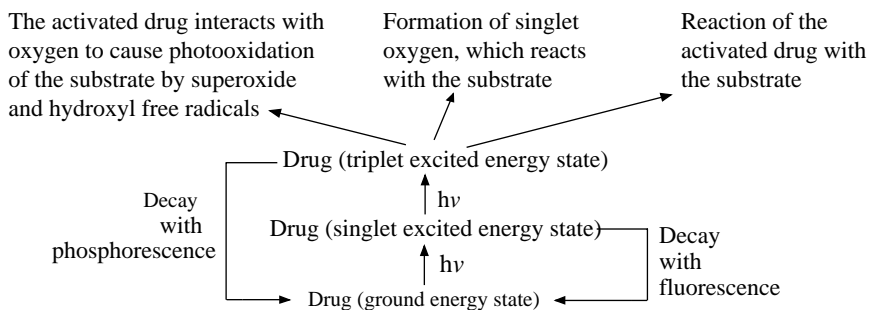 The activated drug interacts with
oxygen to cause photooxidation
of the substrate by superoxide
and hydroxyl free radicals
Formation of singlet
oxygen, which reacts
with the substrate
Reaction of the
activated drug with
the substrate
Drug (triplet excited energy state)
hν
Decay
with
phosphorescence
Drug (singlet excited energy state)
hν
Decay
with
fluorescence
Drug (ground energy state)